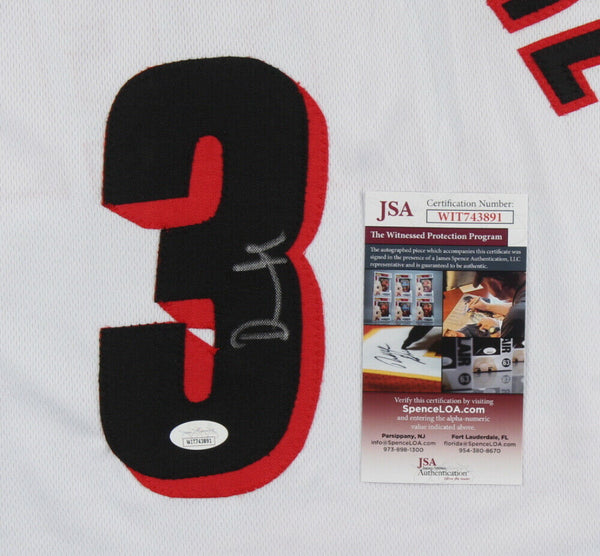 L
3
JSA
Certification Number:
WIT743891
The Witnessed Protection Program
The autographed piece which accompanies this certificate was
signed in the presence of a James Spence Authentication, LLC
representative and is guaranteed to be authentic.
AIR
Verify this certification by visiting
SpenceLOA.com
and entering the alpha-numeric
value indicated above.
Parsippany, NJ
info@SpenceLOA.com
973-898-1300
Fort Lauderdale, FL
florida@SpenceLOA.com
954-380-8670
JSA
Authentication
WIT743891